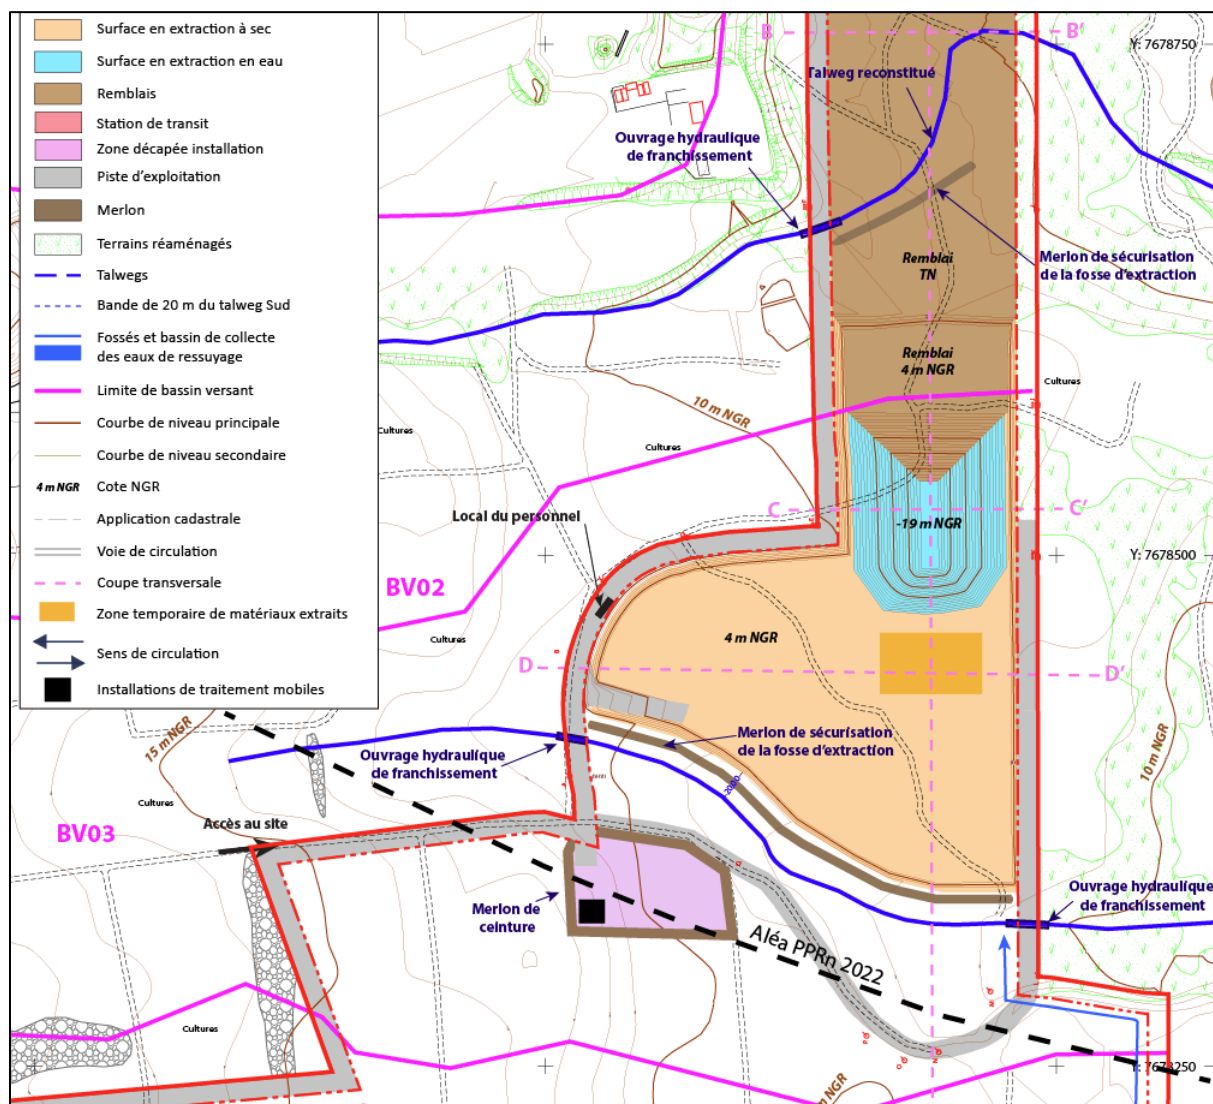 Surface en extraction à sec
Surface en extraction en eau
Remblais
Station de transit
Zone décapée installation
Piste d'exploitation
Merlon
Terrains réaménagés
Talwegs
Bande de 20 m du talweg Sud
Fossés et bassin de collecte
des eaux de ressuyage
Limite de bassin versant
Courbe de niveau principale
Courbe de niveau secondaire
4 m NGR
Cote NGR
Application cadastrale
Voie de circulation
Coupe transversale
Zone temporaire de matériaux extraits
Sens de circulation
Installations de traitement mobiles
B
B'
Y: 7678750
Talweg reconstitué
Ouvrage hydraulique
de franchissement
Merlon de sécurisation
de la fosse d'extraction
Remblai
TN
Remblai
4 m NGR
Cultures
10 m NGR
Cultures
Cultures
C
C'
-19 m NGR
Local du personnel
Y: 7678500
BV02
Cultures
4 m NGR
D
D'
15 m NGR
Ouvrage hydraulique
de franchissement
Merlon de sécurisation
de la fosse d'extraction
10 m NGR
Cultures
BV03
Accès au site
Merlon de
ceinture
Ouvrage hydraulique
de franchissement
Aléa PPRn 2022
Cultures
Y: 7678250
m NGR